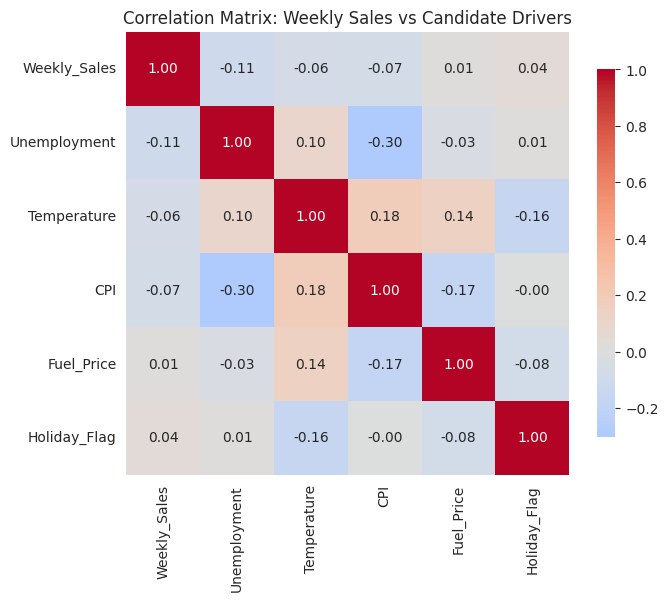 Correlation Matrix: Weekly Sales vs Candidate Drivers
Weekly_Sales 1.00 -0.11 -0.06 -0.07 0.01 0.04
Unemployment -0.11 1.00 0.10 -0.30 -0.03 0.01
Temperature -0.06 0.10 1.00 0.18 0.14 -0.16
CPI -0.07 -0.30 0.18 1.00 -0.17 -0.00
Fuel_Price 0.01 -0.03 0.14 -0.17 1.00 -0.08
Holiday_Flag 0.04 0.01 -0.16 -0.00 -0.08 1.00
Weekly_Sales
Unemployment
Temperature
CPI
Fuel_Price
Holiday_Flag
1.0
0.8
0.6
0.4
0.2
0.0
−0.2